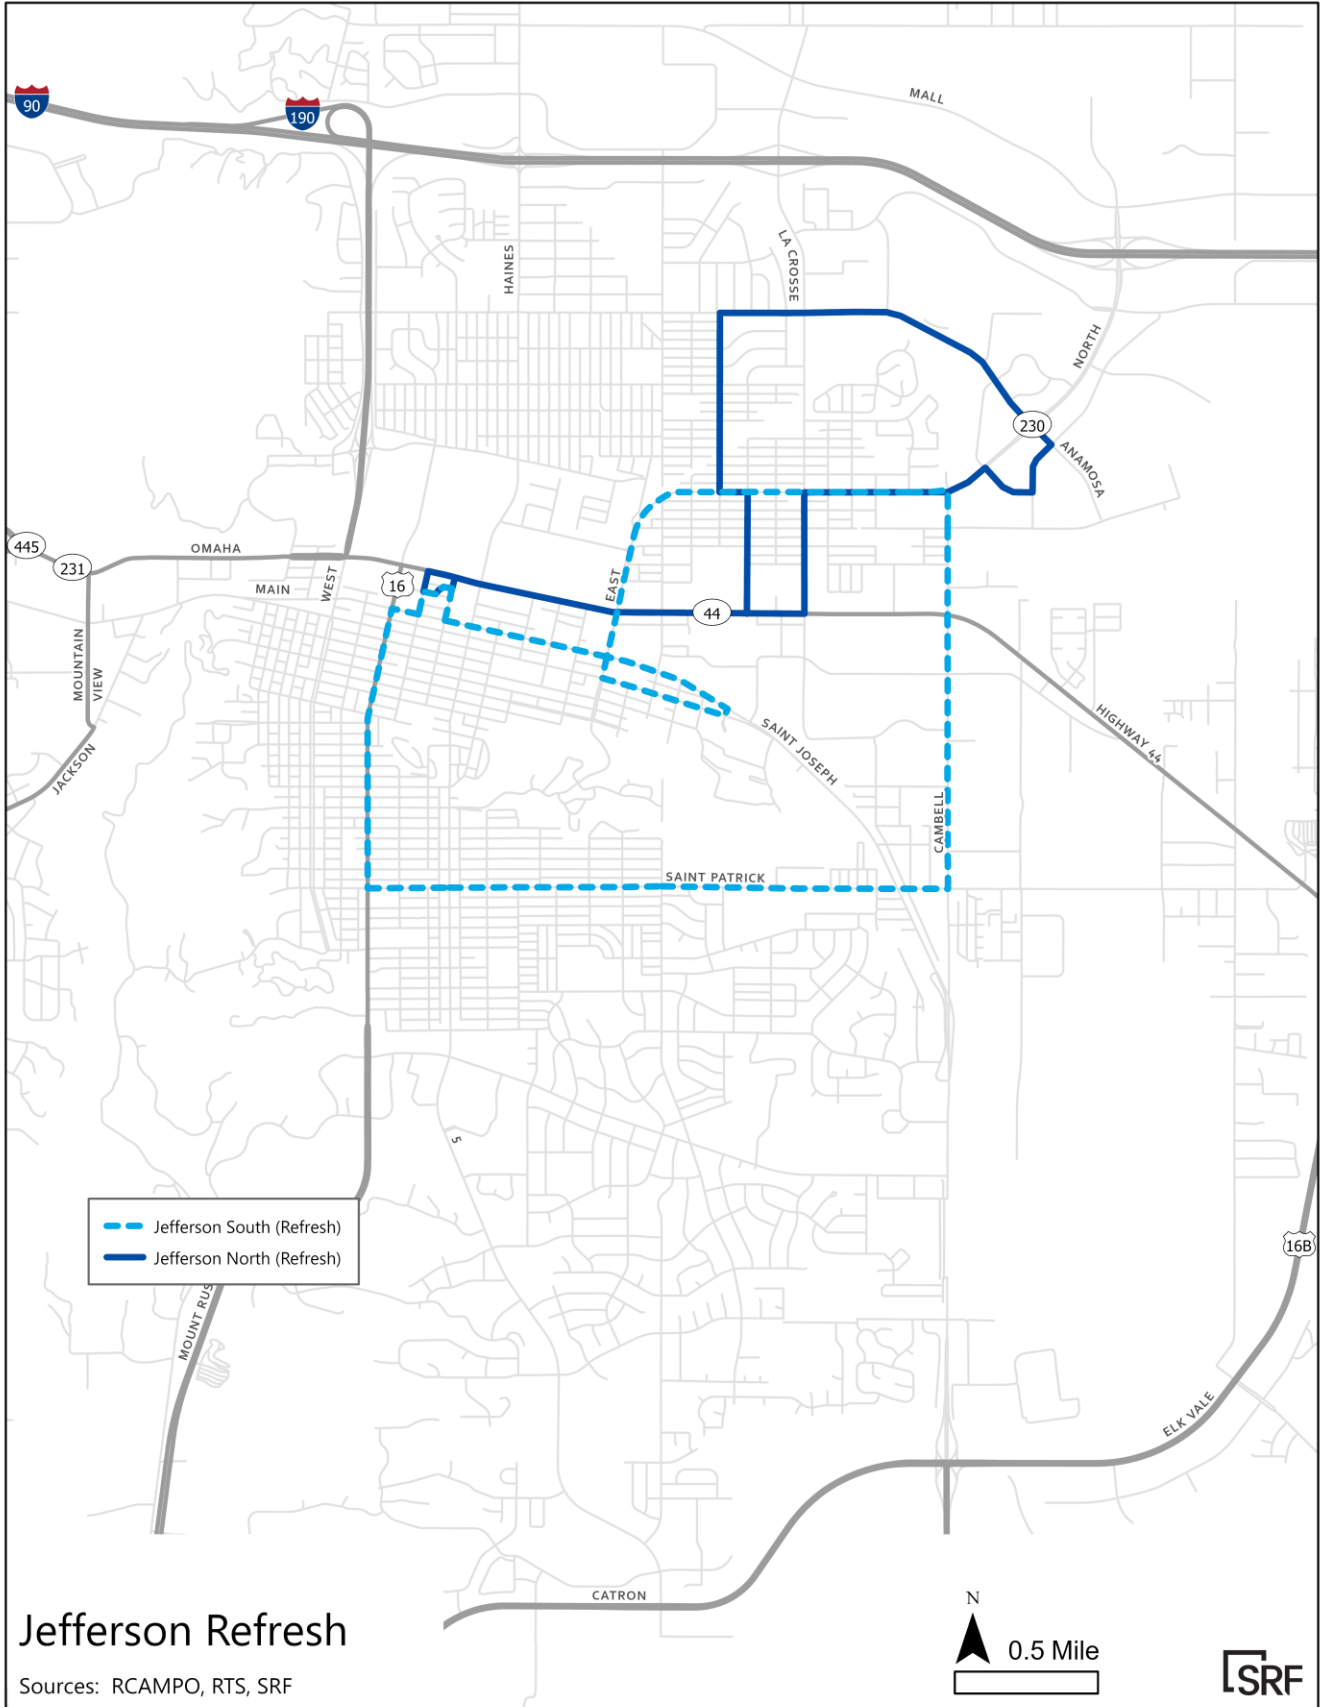 MALL
90
190
HAINES
LA CROSSE
NORTH
230
ANAMOSA
445
231
OMAHA
MAIN
WEST
16
EAST
44
MOUNTAIN
VIEW
JACKSON
SAINT JOSEPH
HIGHWAY 44
CAMBELL
SAINT PATRICK
5
Jefferson South (Refresh)
Jefferson North (Refresh)
16B
MOUNT RUS
ELK VALE
CATRON
Jefferson Refresh
Sources: RCAMPO, RTS, SRF
N
0.5 Mile
SRF